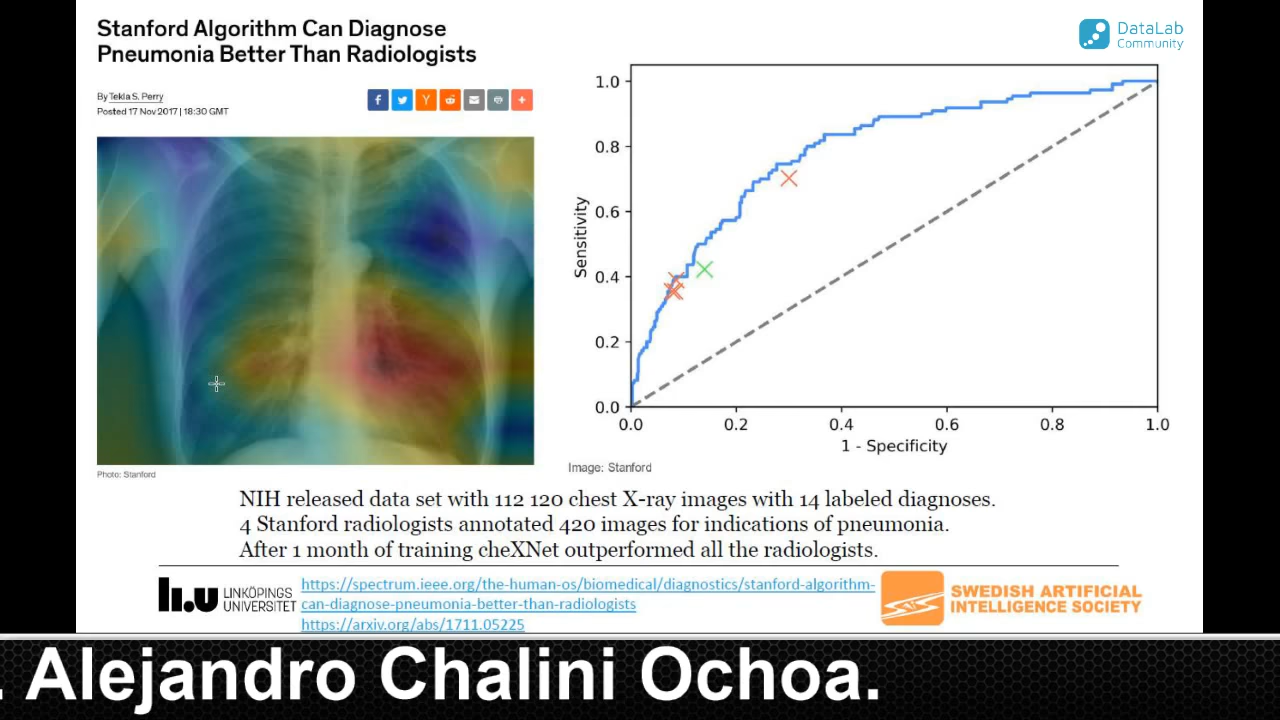 Stanford Algorithm Can Diagnose
Pneumonia Better Than Radiologists
By Tekla S. Perry
Posted 17 Nov 2017 | 18:30 GMT
Photo: Stanford
DataLab
Community
1.0
0.8
0.6
0.4
0.2
0.0
Sensitivity
0.0 0.2 0.4 0.6 0.8 1.0
1 - Specificity
Image: Stanford
NIH released data set with 112 120 chest X-ray images with 14 labeled diagnoses.
4 Stanford radiologists annotated 420 images for indications of pneumonia.
After 1 month of training cheXNet outperformed all the radiologists.
li.u LINKÖPINGS
UNIVERSITET
https://spectrum.ieee.org/the-human-os/biomedical/diagnostics/stanford-algorithm-
can-diagnose-pneumonia-better-than-radiologists
https://arxiv.org/abs/1711.05225
SWEDISH ARTIFICIAL
INTELLIGENCE SOCIETY
. Alejandro Chalini Ochoa.